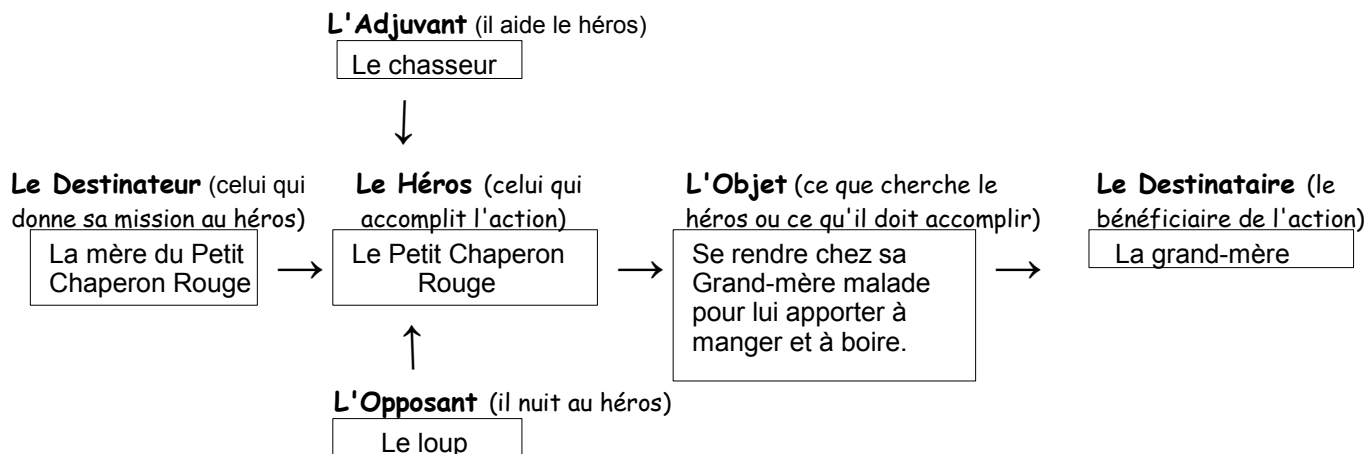 L'Adjuvant (il aide le héros)
Le chasseur
↓
Le Destinateur (celui qui
donne sa mission au héros)
La mère du Petit
Chaperon Rouge
→
Le Héros (celui qui
accomplit l'action)
Le Petit Chaperon
Rouge
→
L'Objet (ce que cherche le
héros ou ce qu'il doit accomplir)
Se rendre chez sa
Grand-mère malade
pour lui apporter à
manger et à boire.
→
Le Destinataire (le
bénéficiaire de l'action)
La grand-mère
↑
L'Opposant (il nuit au héros)
Le loup